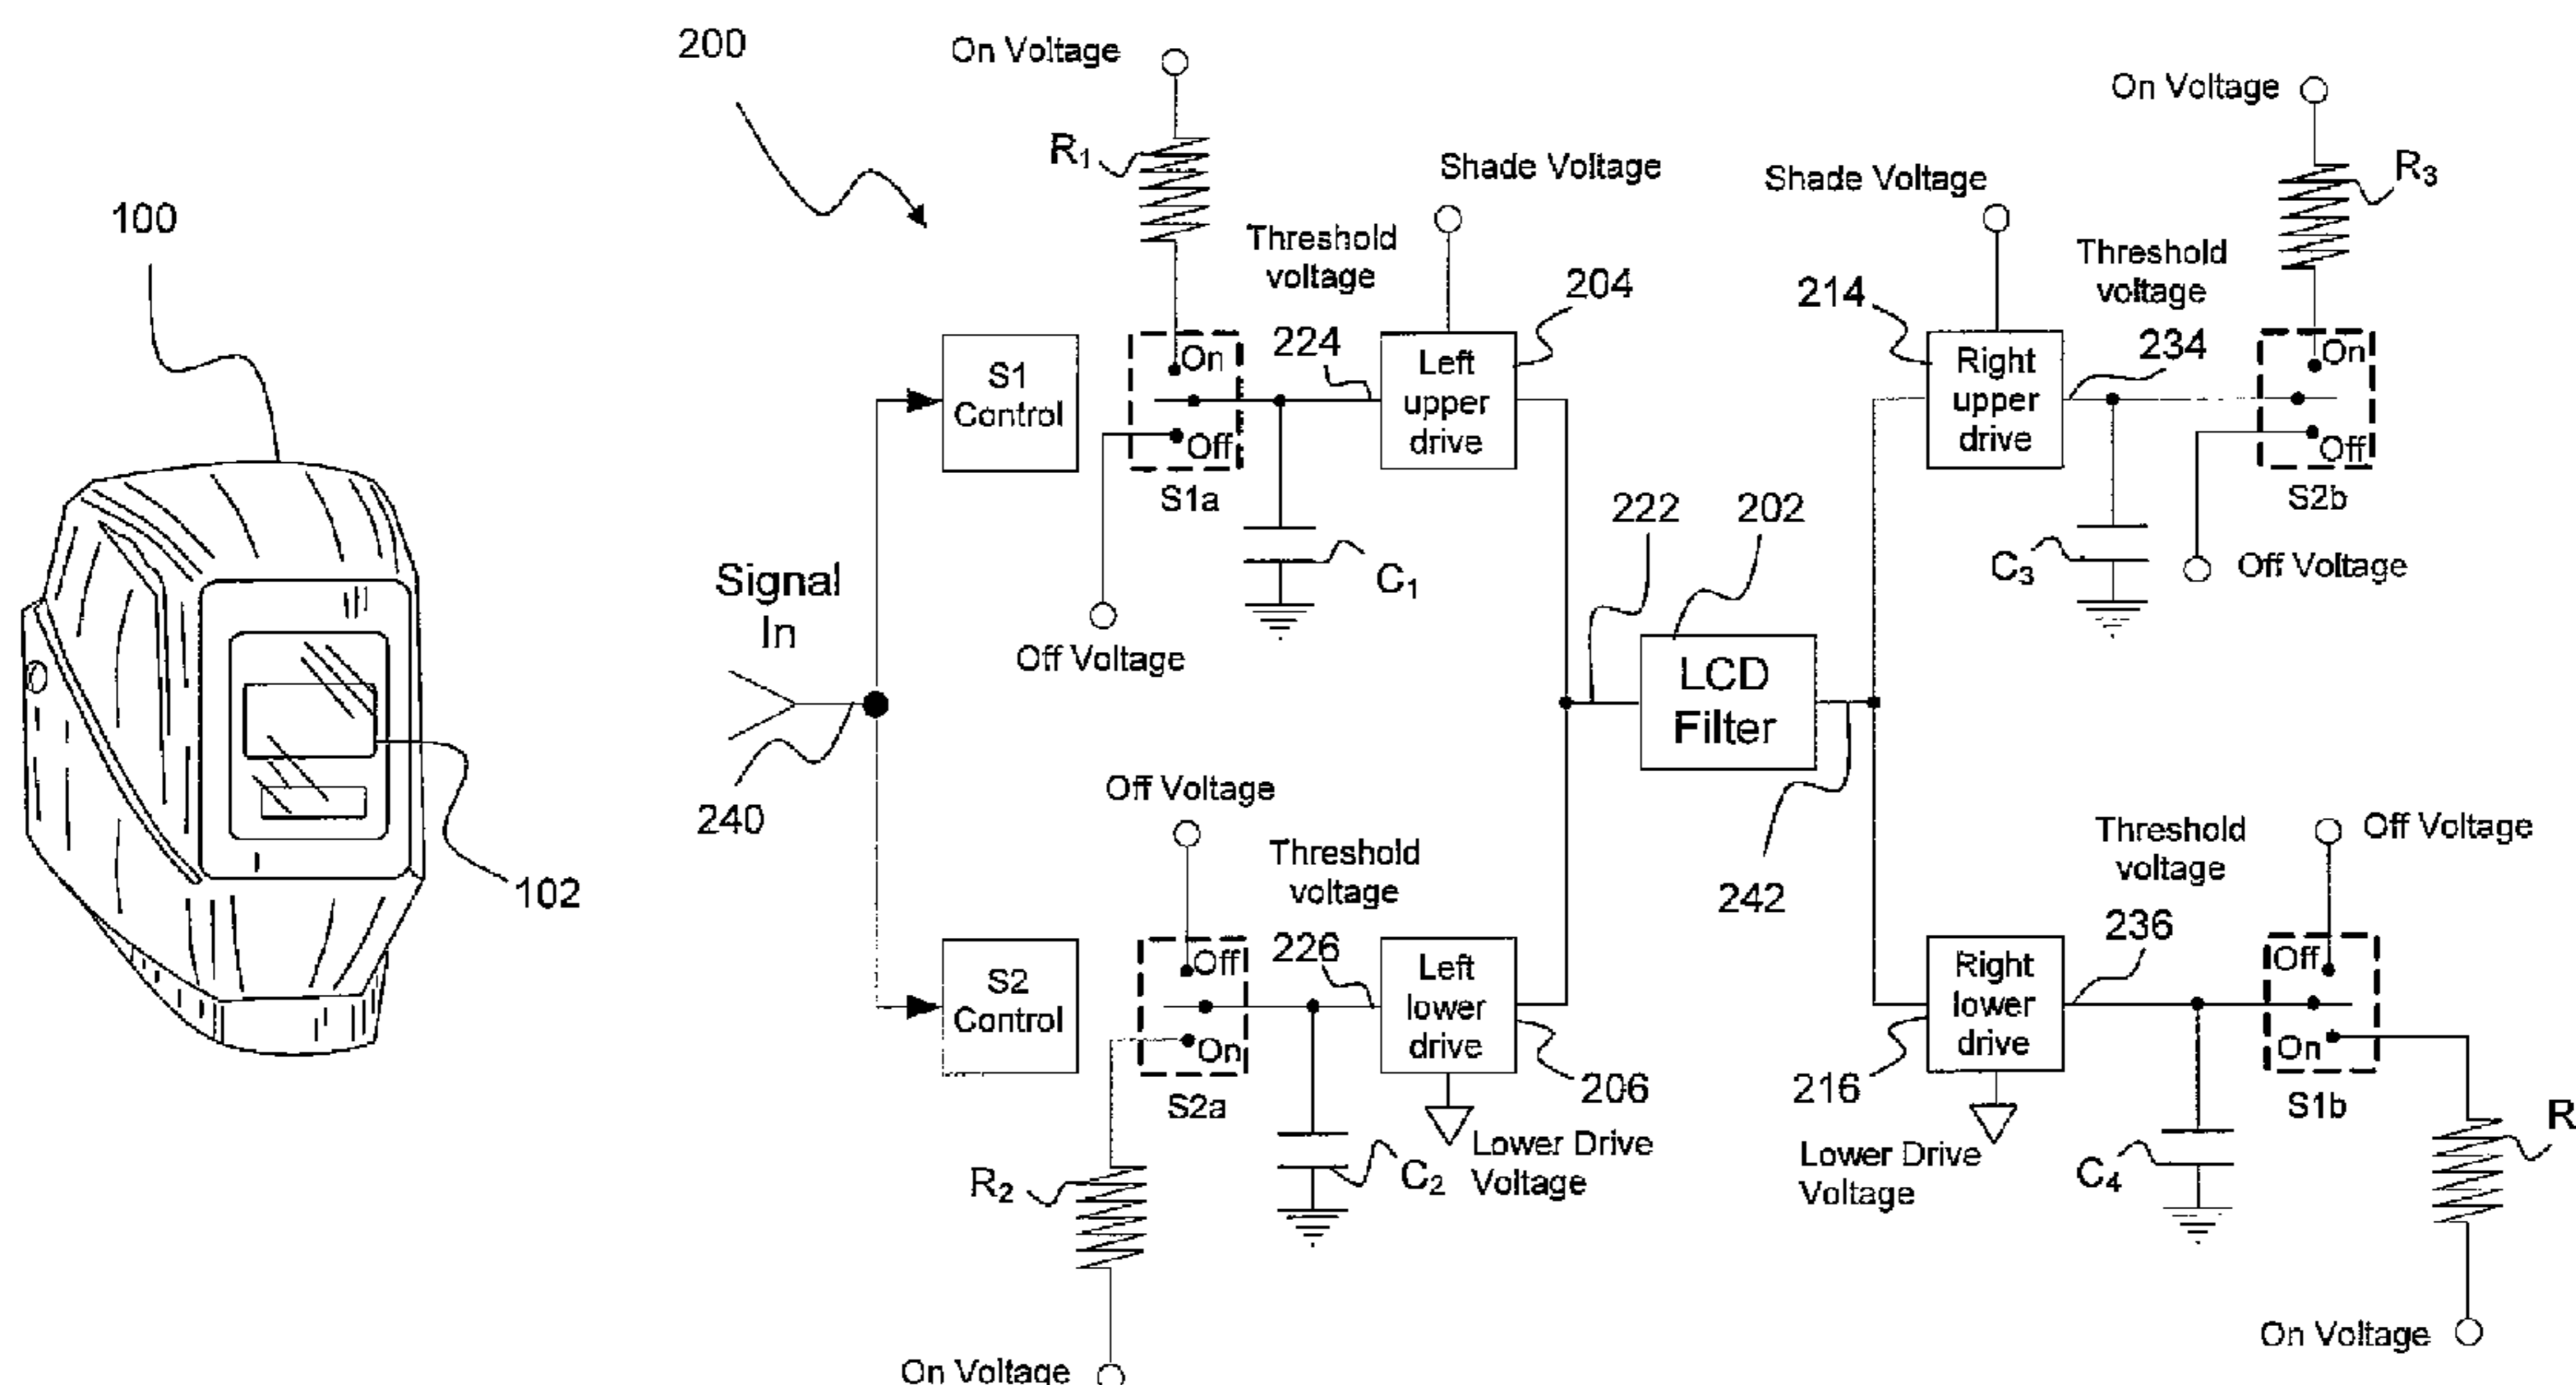 200
On Voltage
R1
100
Shade Voltage
Threshold
voltage
204
S1
Control
On
Off
S1a
224
Left
upper
drive
C1
Off Voltage
Signal
In
240
222
202
LCD
Filter
242
Shade Voltage
On Voltage
R3
Threshold
voltage
214
234
Right
upper
drive
On
Off
S2b
C3
Off Voltage
102
Off Voltage
Threshold
voltage
S2
Control
Off
On
S2a
226
Left
lower
drive
206
R2
C2
Lower Drive
Voltage
On Voltage
Threshold
voltage
Off Voltage
236
Right
lower
drive
216
Off
On
S1b
Lower Drive
Voltage
C4
R
On Voltage